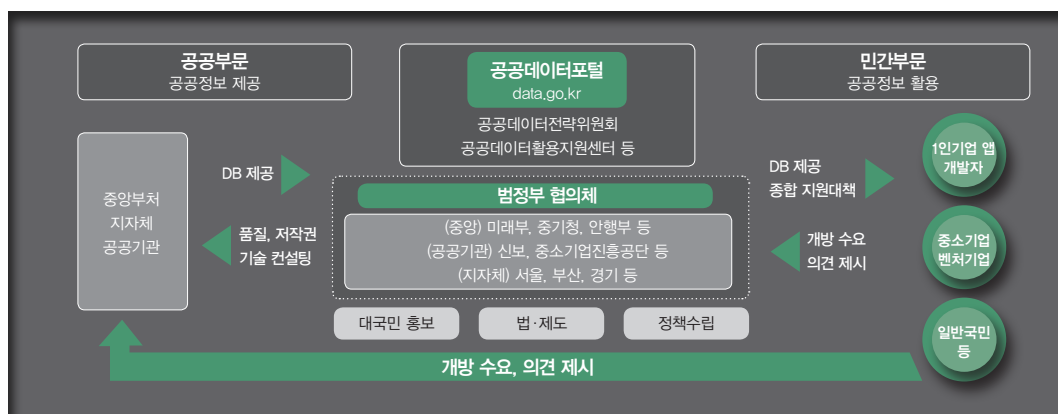 공공부문
공공정보 제공
공공데이터포털
data.go.kr
공공데이터전략위원회
공공데이터활용지원센터 등
민간부문
공공정보 활용
중앙부처
지자체
공공기관
DB 제공
품질, 저작권
기술 컨설팅
범정부 협의체
(중앙) 미래부, 중기청, 안행부 등
(공공기관) 신보, 중소기업진흥공단 등
(지자체) 서울, 부산, 경기 등
대국민 홍보
법·제도
정책수립
DB 제공
종합 지원대책
개방 수요
의견 제시
1인기업 앱
개발자
중소기업
벤처기업
일반국민
등
개방 수요, 의견 제시